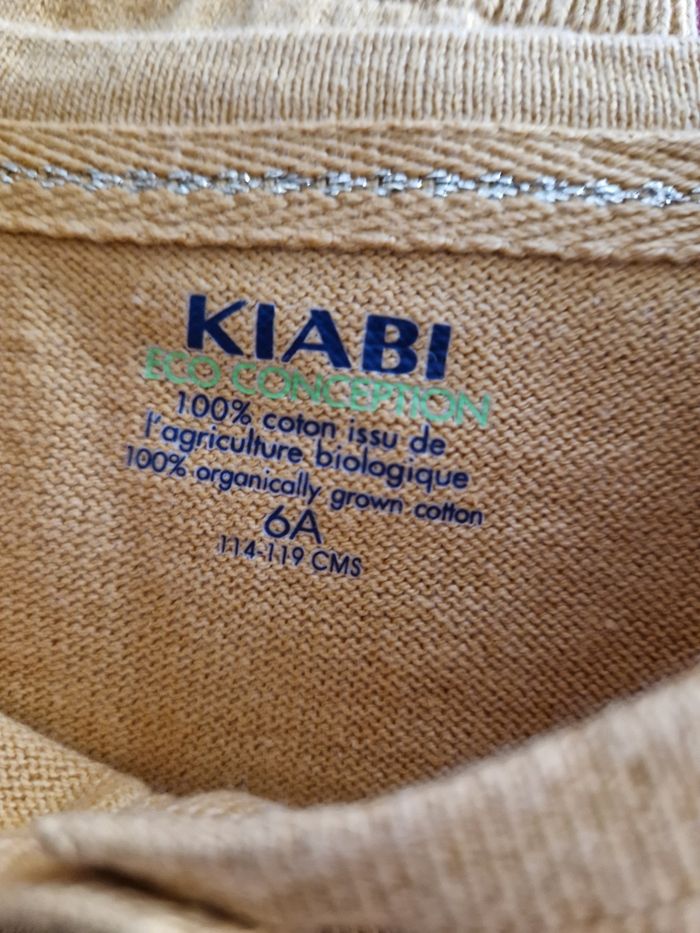 KIABI
ECO CONCEPTION
100% coton issu de
l'agriculture biologique
100% organically grown cotton
6A
114-119 CMS